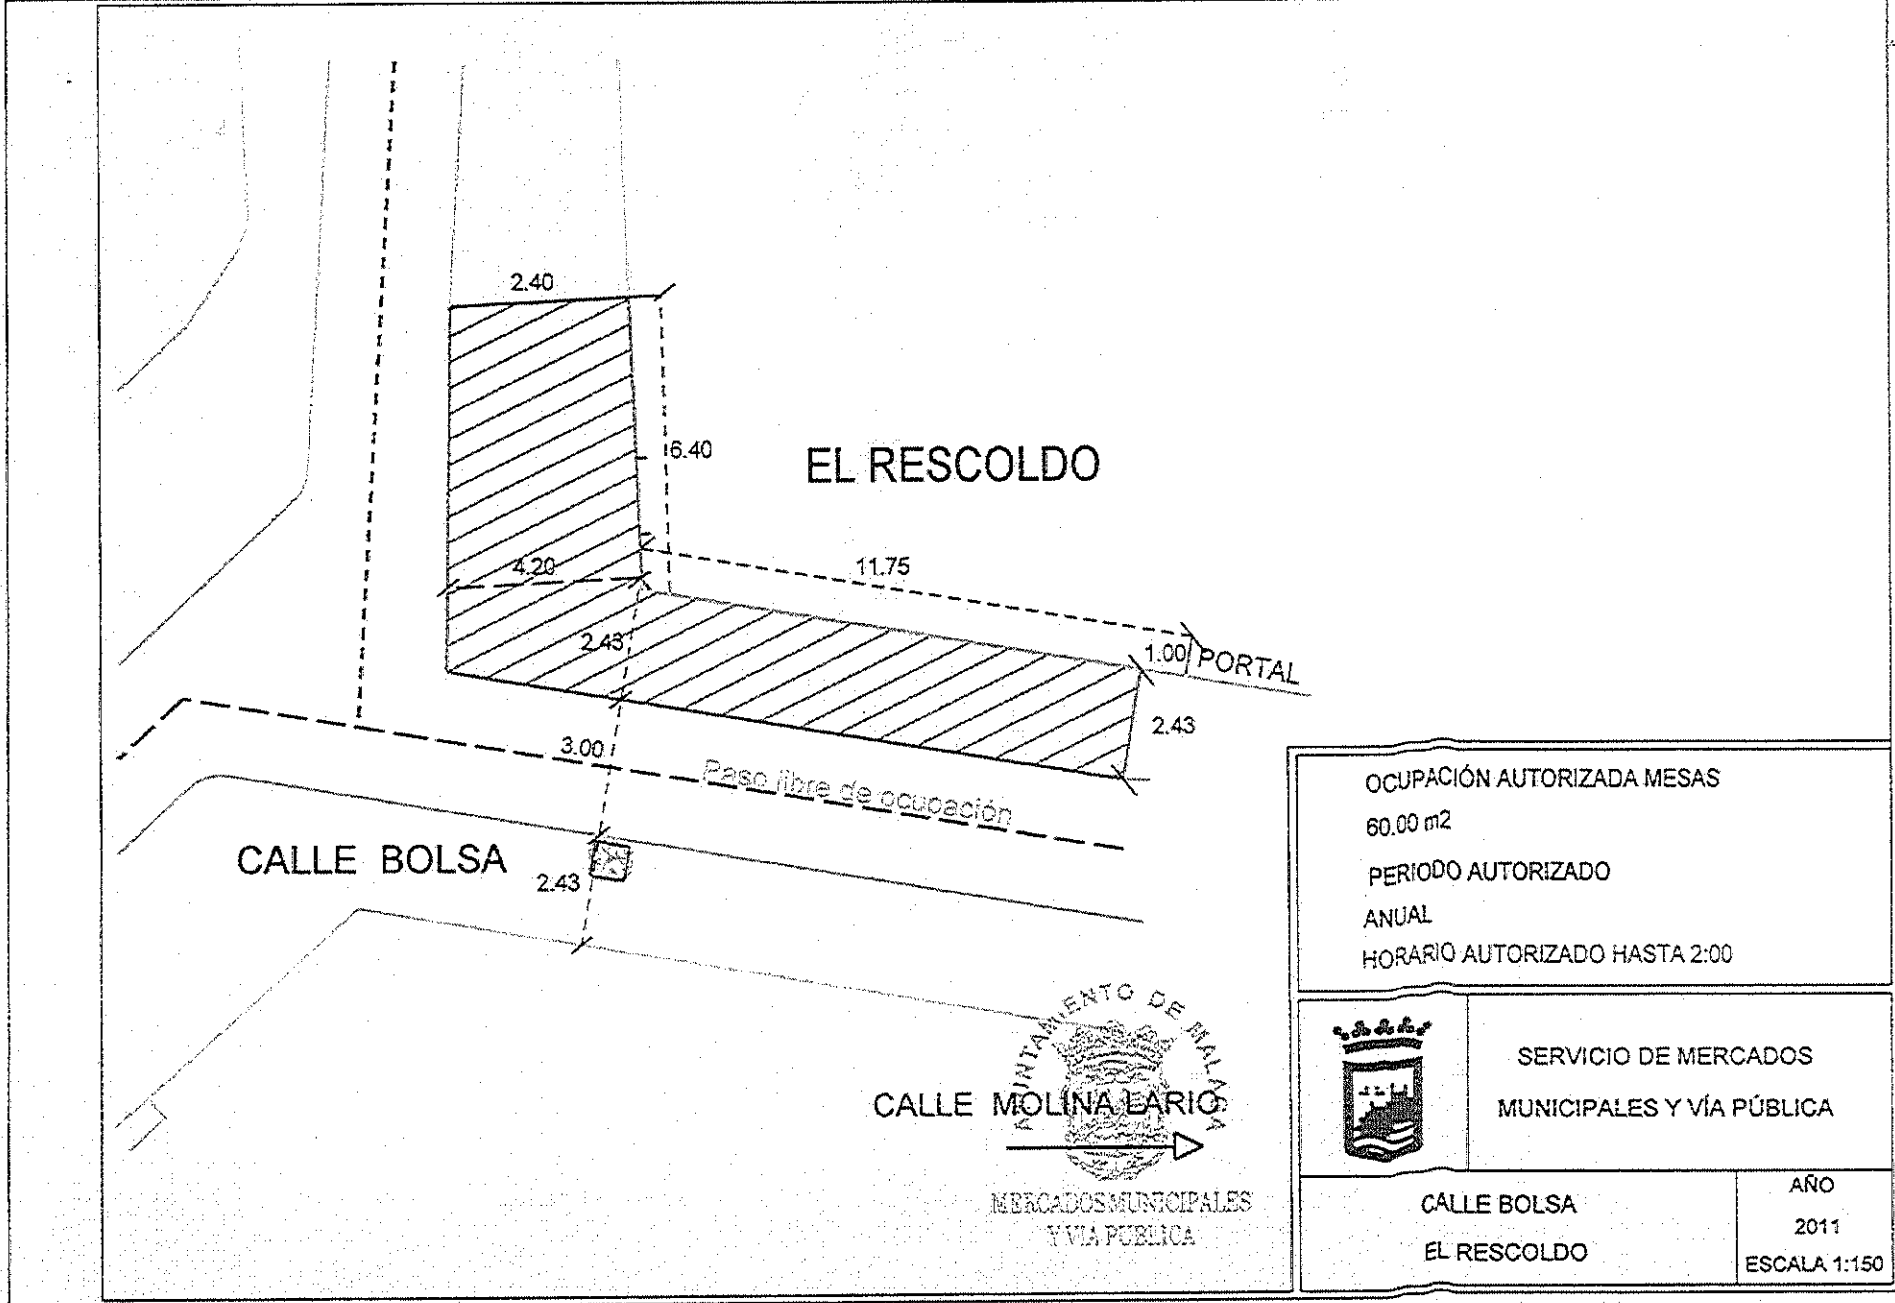 2.40
6.40
EL RESCOLDO
4.20
11.75
2.43
1.00
PORTAL
2.43
3.00
Paso libre de ocupación
CALLE BOLSA
2.43
AYUNTAMIENTO DE MALAGA
CALLE MOLINA LARIO
MERCADOS MUNICIPALES
Y VIA PUBLICA
OCUPACIÓN AUTORIZADA MESAS
60.00 m2
PERIODO AUTORIZADO
ANUAL
HORARIO AUTORIZADO HASTA 2:00
SERVICIO DE MERCADOS
MUNICIPALES Y VÍA PÚBLICA
CALLE BOLSA
EL RESCOLDO
AÑO
2011
ESCALA 1:150